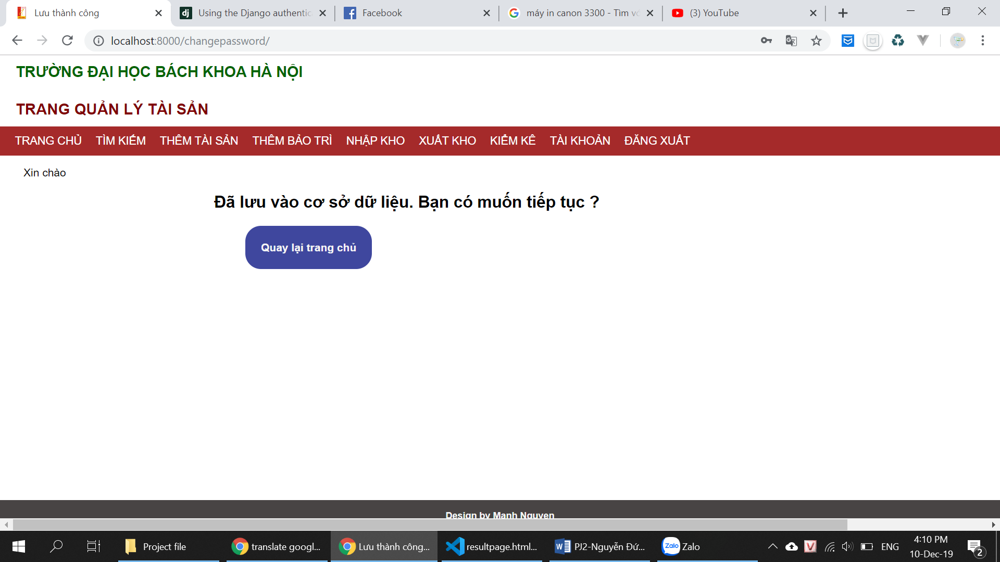 Lưu thành công
Using the Django authentic
Facebook
máy in canon 3300 - Tìm vớ
(3) YouTube
localhost:8000/changepassword/
TRƯỜNG ĐẠI HỌC BÁCH KHOA HÀ NỘI
TRANG QUẢN LÝ TÀI SẢN
TRANG CHỦ TÌM KIẾM THÊM TÀI SẢN THÊM BẢO TRÌ NHẬP KHO XUẤT KHO KIỂM KÊ TÀI KHOẢN ĐĂNG XUẤT
Xin chào
Đã lưu vào cơ sở dữ liệu. Bạn có muốn tiếp tục ?
Quay lại trang chủ
Design by Manh Nguyen
Project file
translate googl...
Lưu thành công...
resultpage.html...
PJ2-Nguyễn Đứ...
Zalo
Zalo
ENG
4:10 PM
10-Dec-19
2